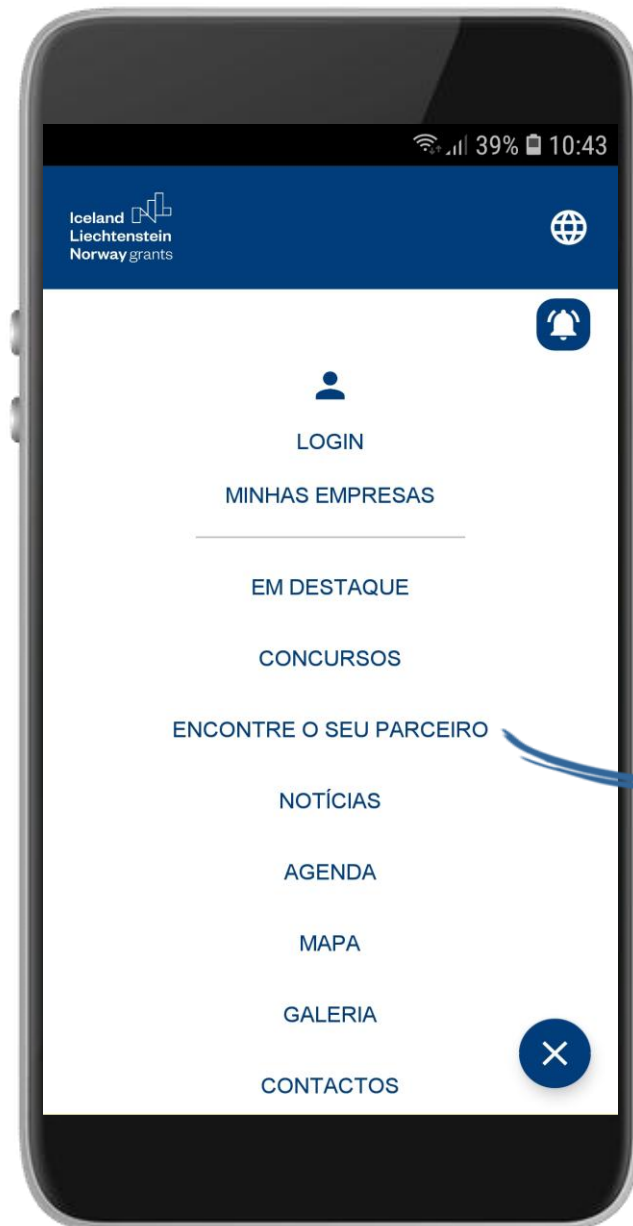 39% 10:43
Iceland
Liechtenstein
Norway grants
LOGIN
MINHAS EMPRESAS
EM DESTAQUE
CONCURSOS
ENCONTRE O SEU PARCEIRO
NOTÍCIAS
AGENDA
MAPA
GALERIA
CONTACTOS